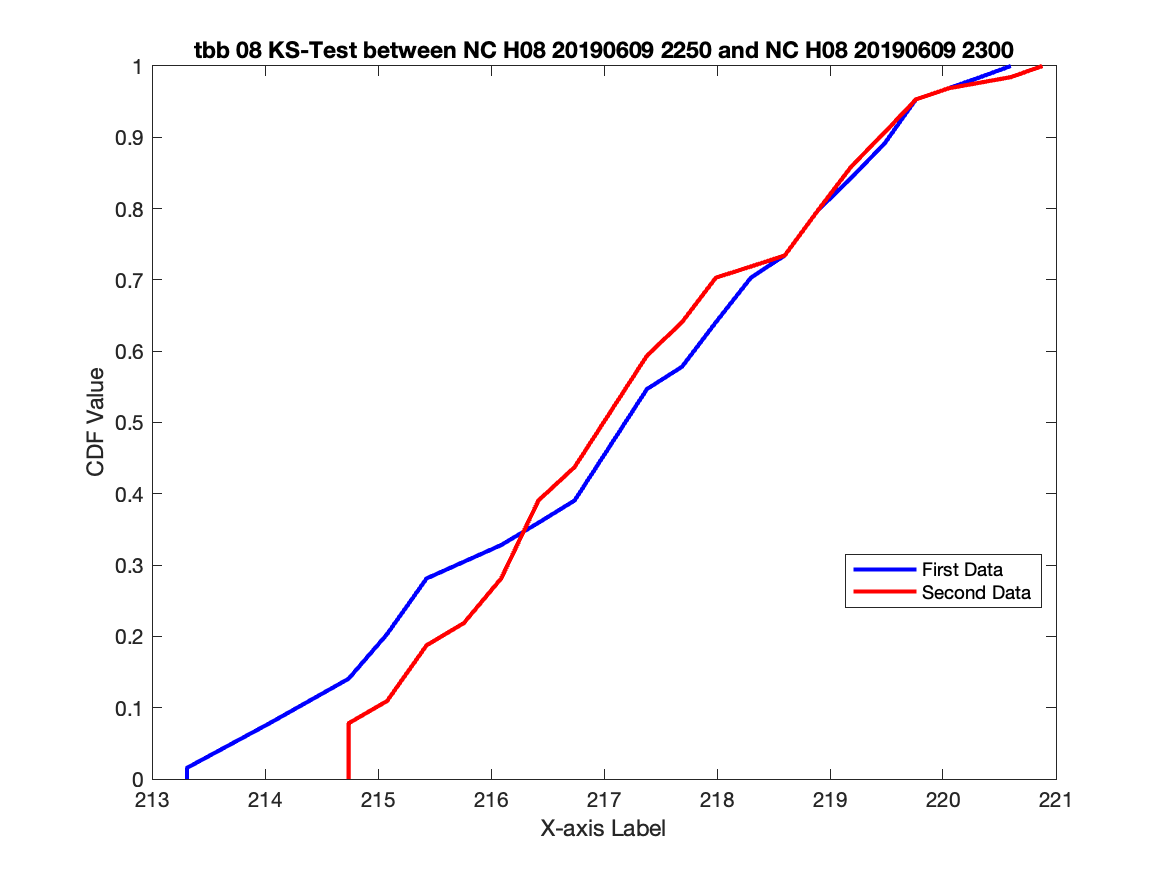 tbb 08 KS-Test between NC H08 20190609 2250 and NC H08 20190609 2300
1
0.9
0.8
0.7
0.6
0.5
0.4
0.3
0.2
0.1
0
CDF Value
First Data
Second Data
213 214 215 216 217 218 219 220 221
X-axis Label